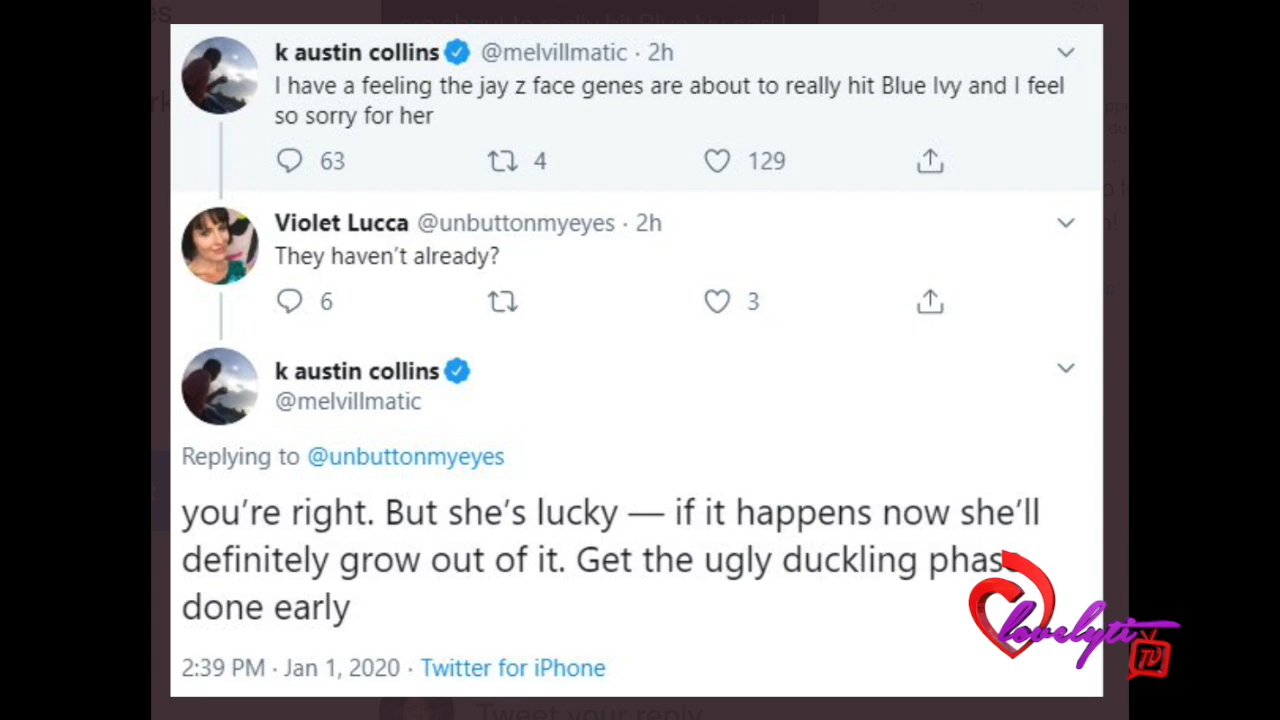 k austin collins @melvillmatic · 2h
I have a feeling the jay z face genes are about to really hit Blue Ivy and I feel
so sorry for her
63 4 129
Violet Lucca @unbuttonmyeyes · 2h
They haven't already?
6 3
k austin collins
@melvillmatic
Replying to @unbuttonmyeyes
you're right. But she's lucky — if it happens now she'll
definitely grow out of it. Get the ugly duckling phase
done early
lovelyti
TV
2:39 PM · Jan 1, 2020 · Twitter for iPhone
Tweet your reply